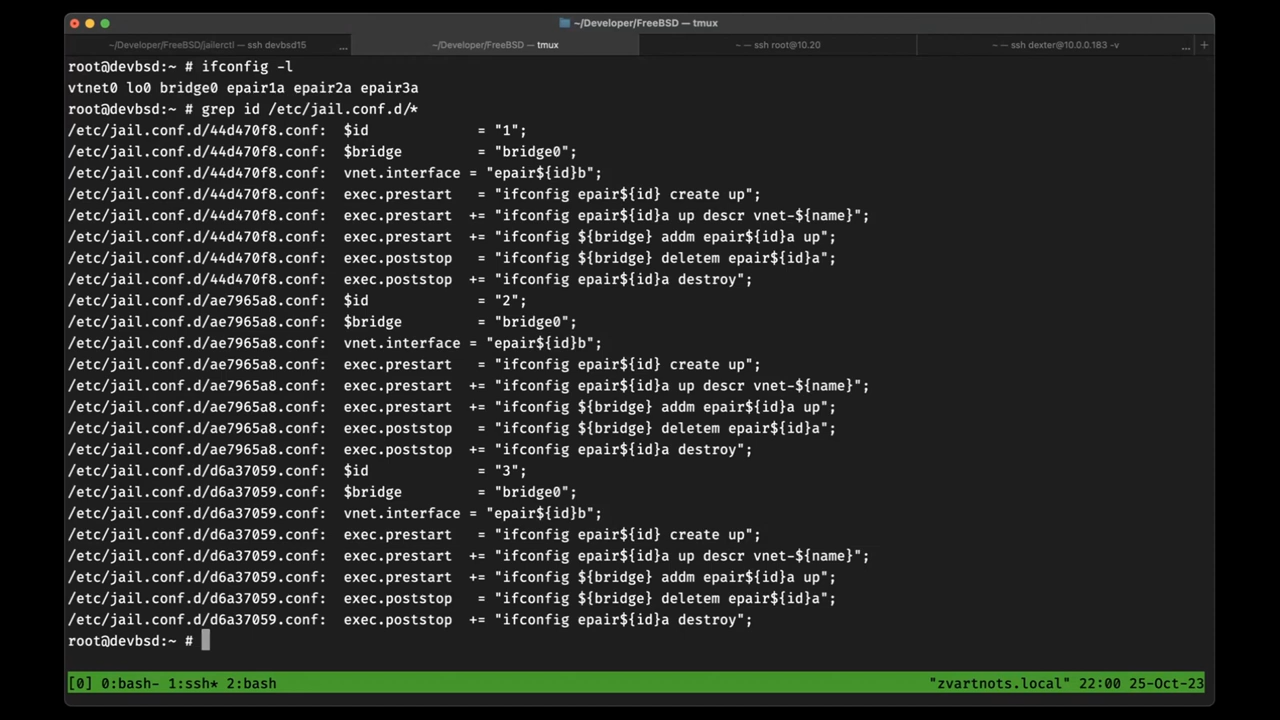 ~/Developer/FreeBSD — tmux
~/Developer/FreeBSD/jailerctl — ssh devbsd15 ... ~/Developer/FreeBSD — tmux ~ — ssh root@10.20 ~ — ssh dexter@10.0.0.183 -v ... +
root@devbsd:~ # ifconfig -l
vtnet0 lo0 bridge0 epair1a epair2a epair3a
root@devbsd:~ # grep id /etc/jail.conf.d/*
/etc/jail.conf.d/44d470f8.conf:  $id             = "1";
/etc/jail.conf.d/44d470f8.conf:  $bridge         = "bridge0";
/etc/jail.conf.d/44d470f8.conf:  vnet.interface = "epair${id}b";
/etc/jail.conf.d/44d470f8.conf:  exec.prestart   = "ifconfig epair${id} create up";
/etc/jail.conf.d/44d470f8.conf:  exec.prestart  += "ifconfig epair${id}a up descr vnet-${name}";
/etc/jail.conf.d/44d470f8.conf:  exec.prestart  += "ifconfig ${bridge} addm epair${id}a up";
/etc/jail.conf.d/44d470f8.conf:  exec.poststop   = "ifconfig ${bridge} deletem epair${id}a";
/etc/jail.conf.d/44d470f8.conf:  exec.poststop  += "ifconfig epair${id}a destroy";
/etc/jail.conf.d/ae7965a8.conf:  $id             = "2";
/etc/jail.conf.d/ae7965a8.conf:  $bridge         = "bridge0";
/etc/jail.conf.d/ae7965a8.conf:  vnet.interface = "epair${id}b";
/etc/jail.conf.d/ae7965a8.conf:  exec.prestart   = "ifconfig epair${id} create up";
/etc/jail.conf.d/ae7965a8.conf:  exec.prestart  += "ifconfig epair${id}a up descr vnet-${name}";
/etc/jail.conf.d/ae7965a8.conf:  exec.prestart  += "ifconfig ${bridge} addm epair${id}a up";
/etc/jail.conf.d/ae7965a8.conf:  exec.poststop   = "ifconfig ${bridge} deletem epair${id}a";
/etc/jail.conf.d/ae7965a8.conf:  exec.poststop  += "ifconfig epair${id}a destroy";
/etc/jail.conf.d/d6a37059.conf:  $id             = "3";
/etc/jail.conf.d/d6a37059.conf:  $bridge         = "bridge0";
/etc/jail.conf.d/d6a37059.conf:  vnet.interface = "epair${id}b";
/etc/jail.conf.d/d6a37059.conf:  exec.prestart   = "ifconfig epair${id} create up";
/etc/jail.conf.d/d6a37059.conf:  exec.prestart  += "ifconfig epair${id}a up descr vnet-${name}";
/etc/jail.conf.d/d6a37059.conf:  exec.prestart  += "ifconfig ${bridge} addm epair${id}a up";
/etc/jail.conf.d/d6a37059.conf:  exec.poststop   = "ifconfig ${bridge} deletem epair${id}a";
/etc/jail.conf.d/d6a37059.conf:  exec.poststop  += "ifconfig epair${id}a destroy";
root@devbsd:~ #
[0] 0:bash- 1:ssh* 2:bash "zvartnots.local" 22:00 25-Oct-23